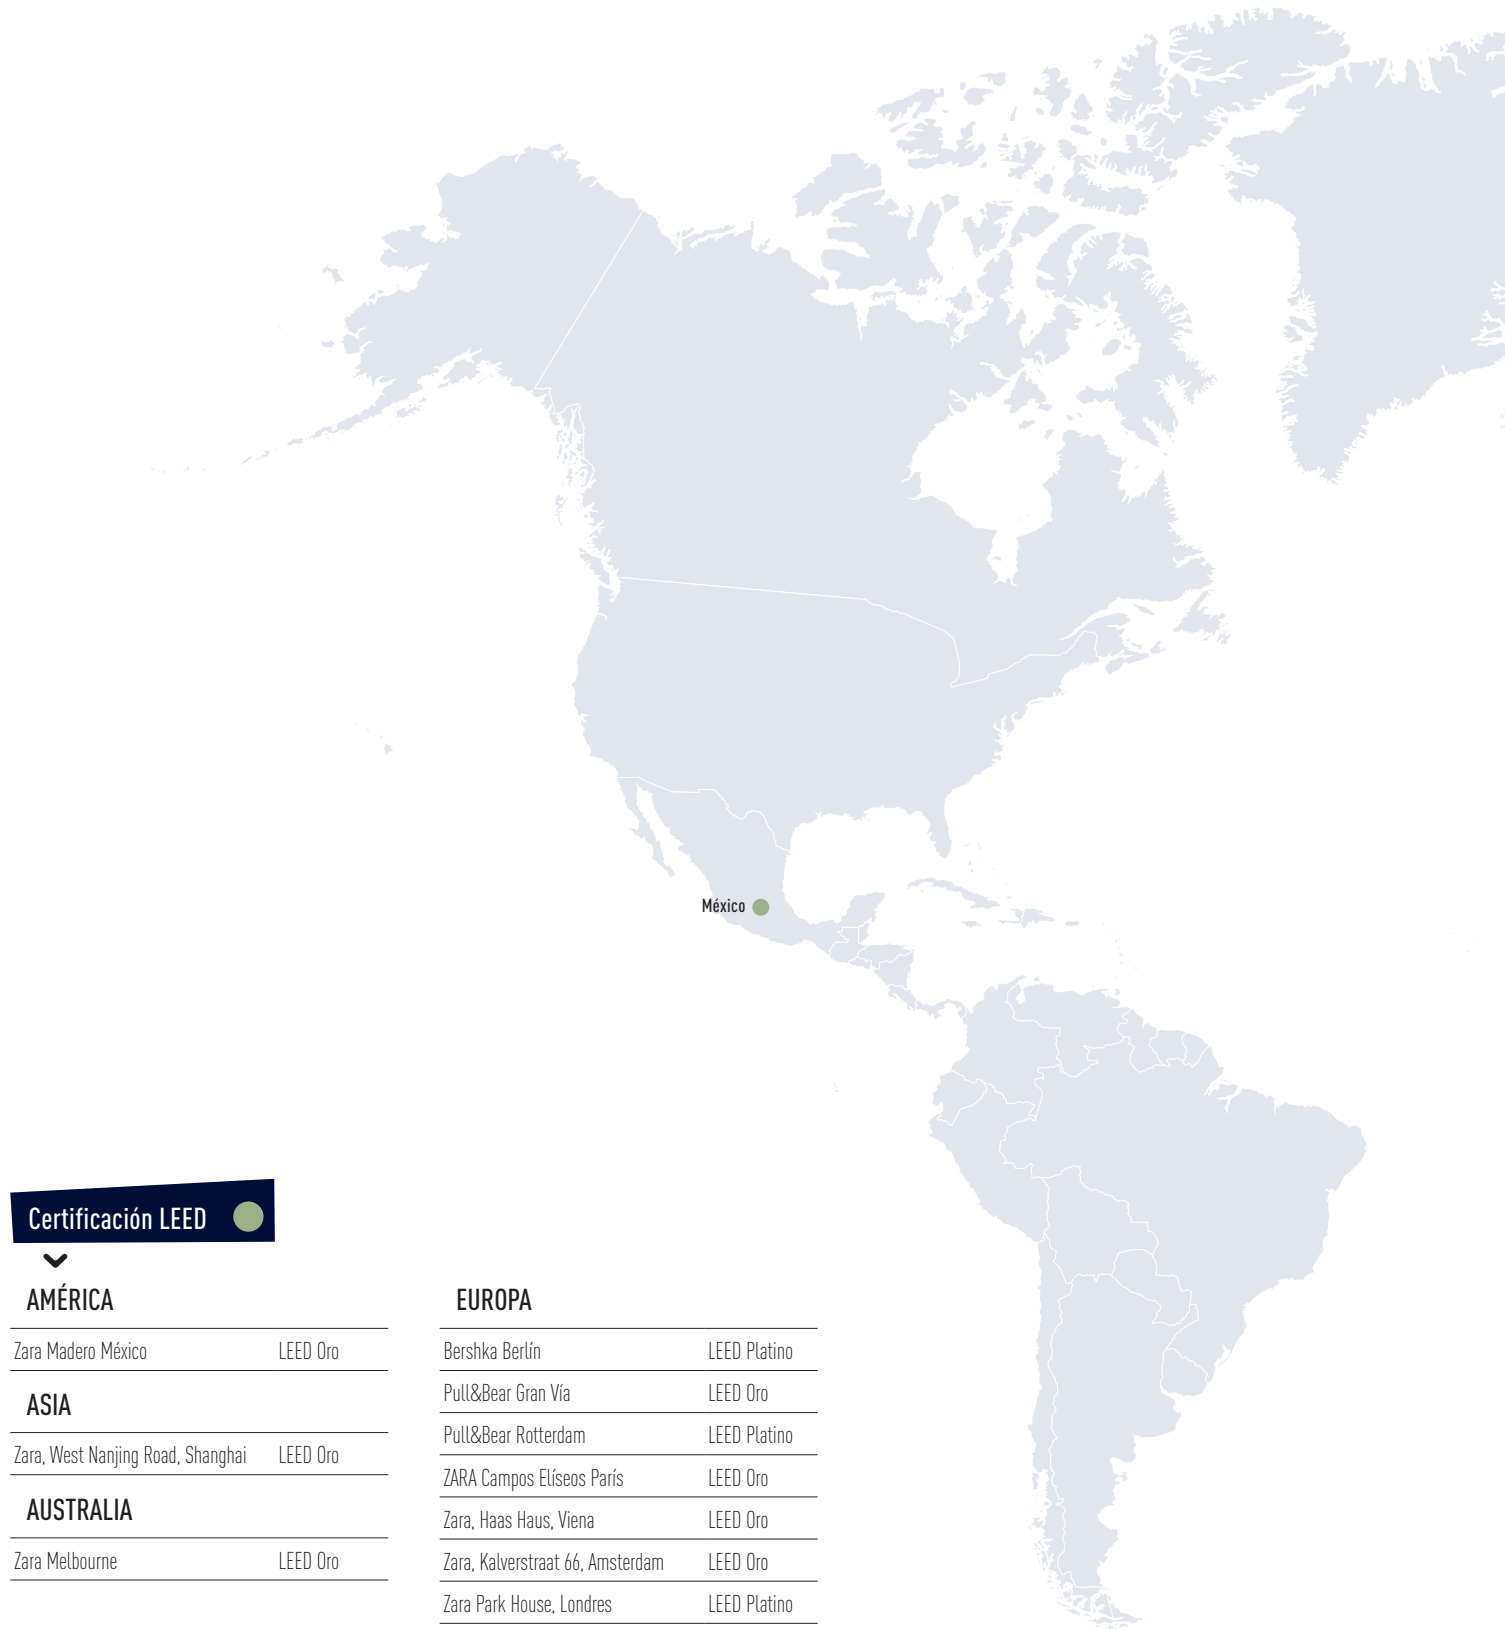 México
Certificación LEED
AMÉRICA
Zara Madero México LEED Oro
ASIA
Zara, West Nanjing Road, Shanghai LEED Oro
AUSTRALIA
Zara Melbourne LEED Oro
EUROPA
Bershka Berlín LEED Platino
Pull&Bear Gran Vía LEED Oro
Pull&Bear Rotterdam LEED Platino
ZARA Campos Elíseos París LEED Oro
Zara, Haas Haus, Viena LEED Oro
Zara, Kalverstraat 66, Amsterdam LEED Oro
Zara Park House, Londres LEED Platino